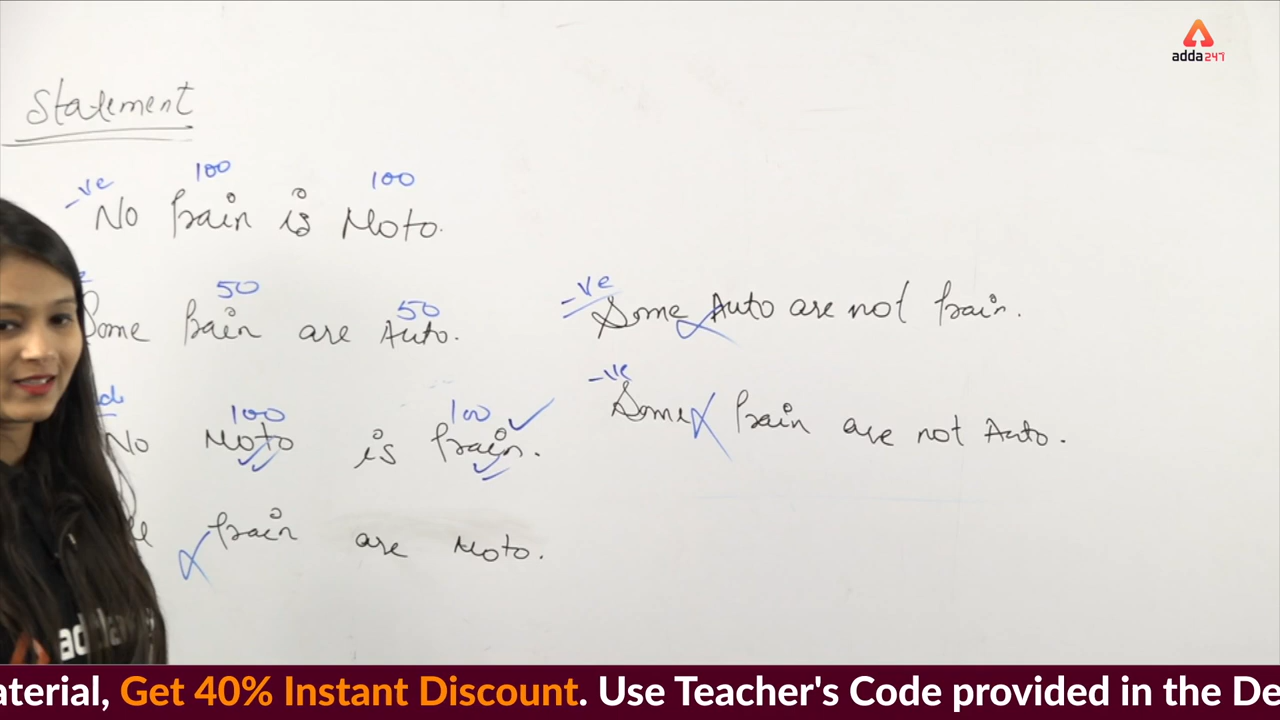 adda247
Statement
-ve 100 100
No train is Moto.
50 50
Some train are Auto.
100 100
No Moto is train.
train are Moto.
-ve
Some Auto are not train.
-ve
Some train are not Auto.
aterial, Get 40% Instant Discount. Use Teacher's Code provided in the De